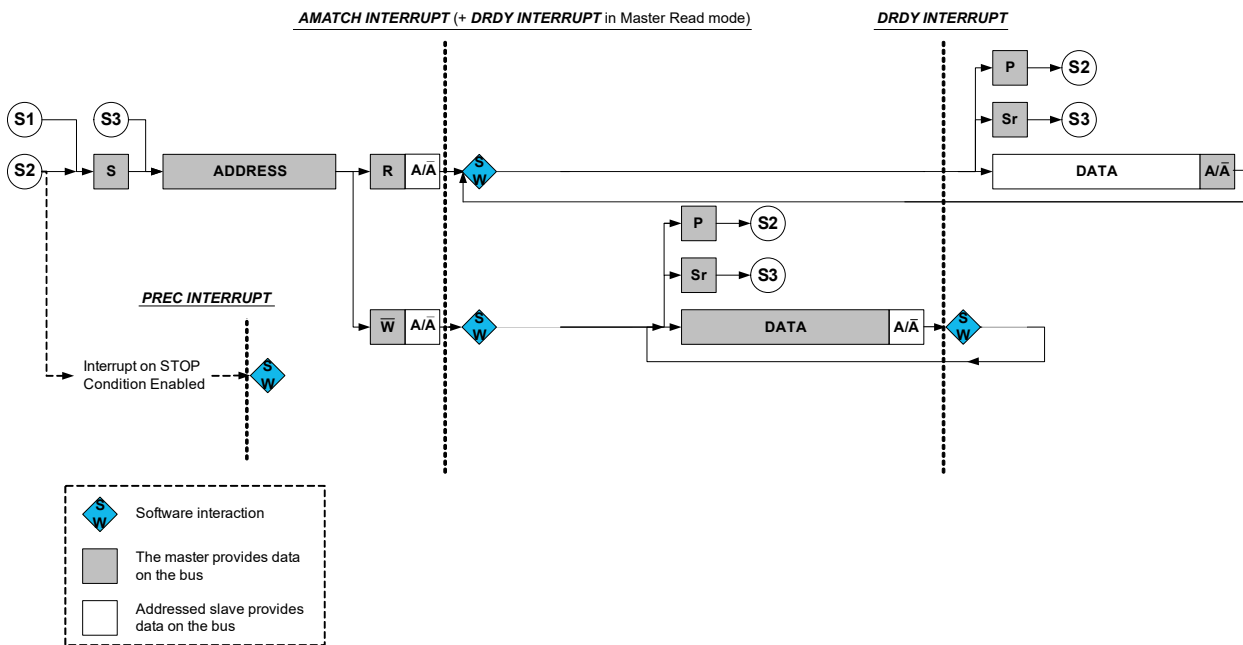 AMATCH INTERRUPT (+ DRDY INTERRUPT in Master Read mode)
DRDY INTERRUPT
P
S2
S1
S3
Sr
S3
S2
S
ADDRESS
R
A/A̅
S
W
DATA
A/A̅
P
S2
Sr
S3
PREC INTERRUPT
W̅
A/A̅
S
W
DATA
A/A̅
S
W
Interrupt on STOP
Condition Enabled
S
W
S
W
Software interaction
The master provides data
on the bus
Addressed slave provides
data on the bus